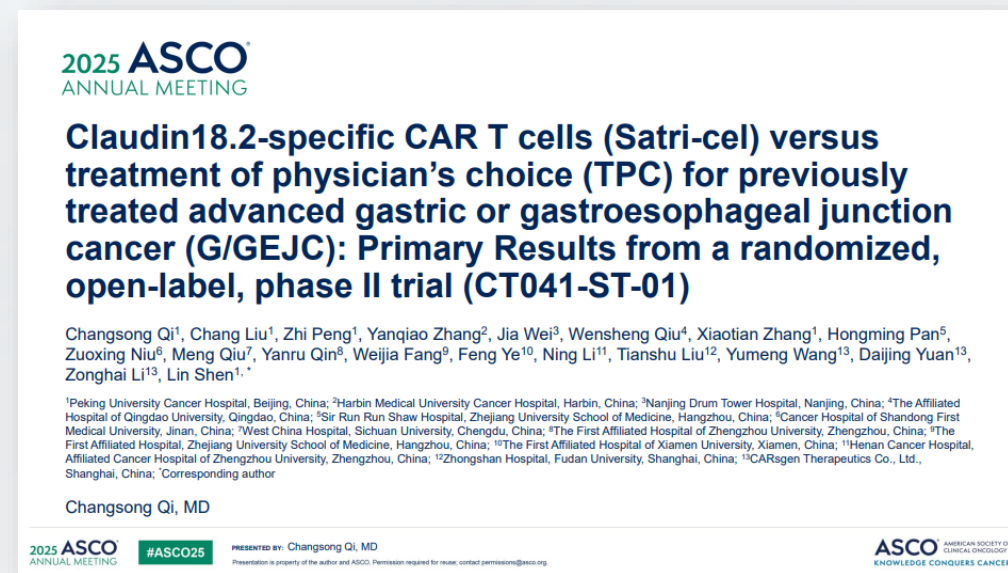 2025 ASCO
ANNUAL MEETING
Claudin18.2-specific CAR T cells (Satri-cel) versus
treatment of physician's choice (TPC) for previously
treated advanced gastric or gastroesophageal junction
cancer (G/GEJC): Primary Results from a randomized,
open-label, phase II trial (CT041-ST-01)
Changsong Qi¹, Chang Liu¹, Zhi Peng¹, Yanqiao Zhang², Jia Wei³, Wensheng Qiu⁴, Xiaotian Zhang¹, Hongming Pan⁵,
Zuoxing Niu⁶, Meng Qiu⁷, Yanru Qin⁸, Weijia Fang⁹, Feng Ye¹⁰, Ning Li¹¹, Tianshu Liu¹², Yumeng Wang¹³, Daijing Yuan¹³,
Zonghai Li¹³, Lin Shen¹, *
¹Peking University Cancer Hospital, Beijing, China; ²Harbin Medical University Cancer Hospital, Harbin, China; ³Nanjing Drum Tower Hospital, Nanjing, China; ⁴The Affiliated
Hospital of Qingdao University, Qingdao, China; ⁵Sir Run Run Shaw Hospital, Zhejiang University School of Medicine, Hangzhou, China; ⁶Cancer Hospital of Shandong First
Medical University, Jinan, China; ⁷West China Hospital, Sichuan University, Chengdu, China; ⁸The First Affiliated Hospital of Zhengzhou University, Zhengzhou, China; ⁹The
First Affiliated Hospital, Zhejiang University School of Medicine, Hangzhou, China; ¹⁰The First Affiliated Hospital of Xiamen University, Xiamen, China; ¹¹Henan Cancer Hospital,
Affiliated Cancer Hospital of Zhengzhou University, Zhengzhou, China; ¹²Zhongshan Hospital, Fudan University, Shanghai, China; ¹³CARsgen Therapeutics Co., Ltd.,
Shanghai, China; *Corresponding author
Changsong Qi, MD
2025 ASCO
ANNUAL MEETING
#ASCO25
PRESENTED BY: Changsong Qi, MD
Presentation is property of the author and ASCO. Permission required for reuse; contact permissions@asco.org.
ASCO AMERICAN SOCIETY O
CLINICAL ONCOLOGY
KNOWLEDGE CONQUERS CANCER